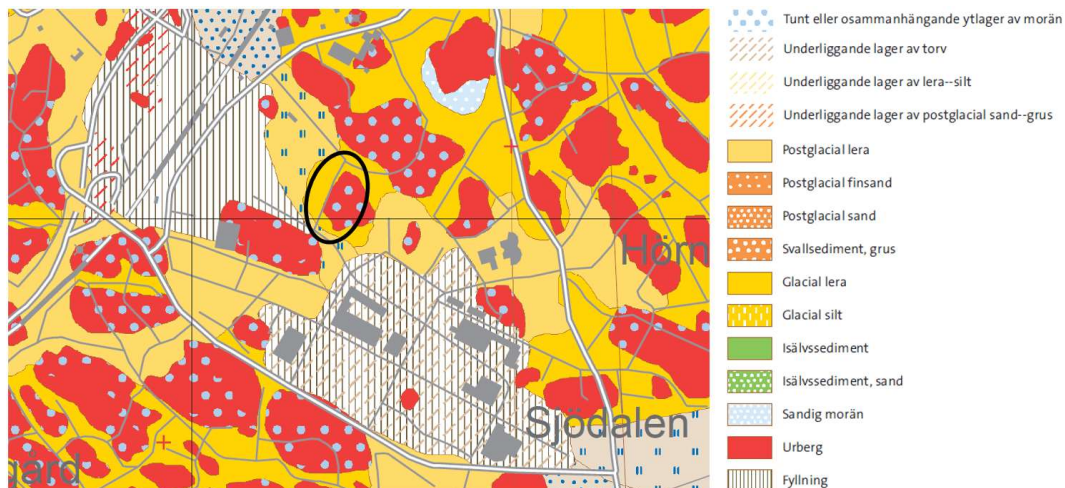 Hörn
Sjödalen
gård
Tunt eller osammanhängande ytlager av morän
Underliggande lager av torv
Underliggande lager av lera--silt
Underliggande lager av postglacial sand--grus
Postglacial lera
Postglacial finsand
Postglacial sand
Svallsediment, grus
Glacial lera
Glacial silt
Isälvssediment
Isälvssediment, sand
Sandig morän
Urberg
Fyllning